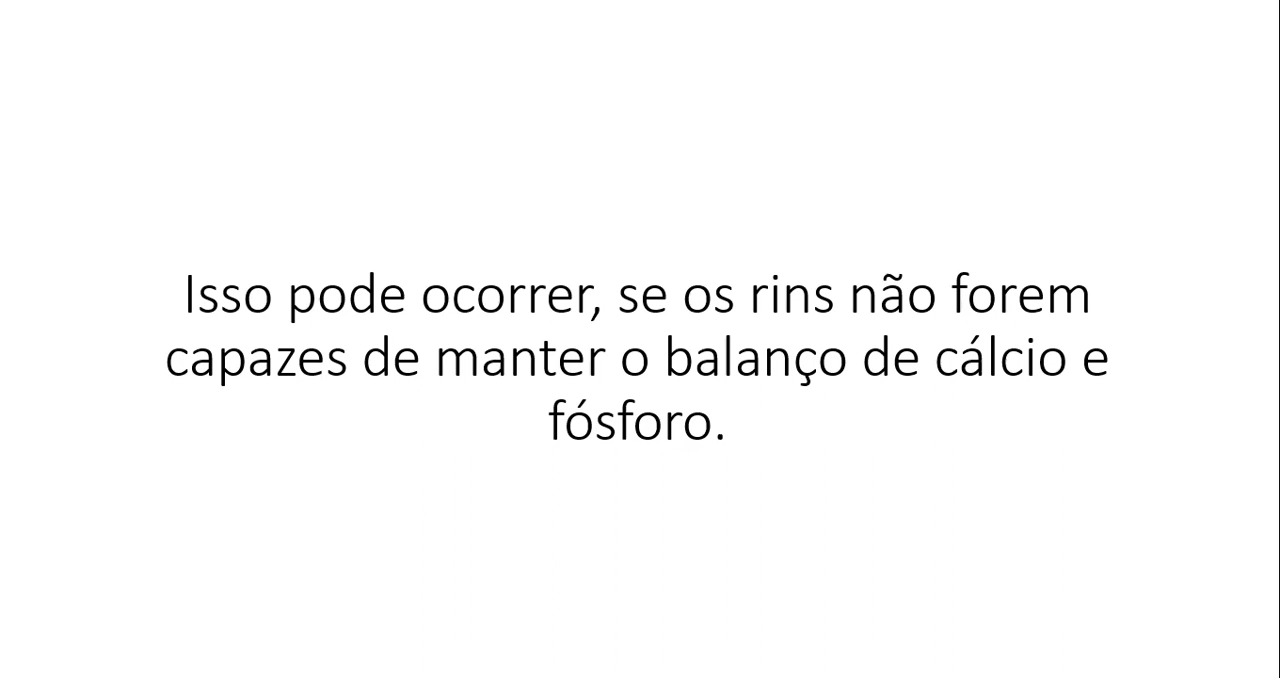 Isso pode ocorrer, se os rins não forem
capazes de manter o balanço de cálcio e
fósforo.